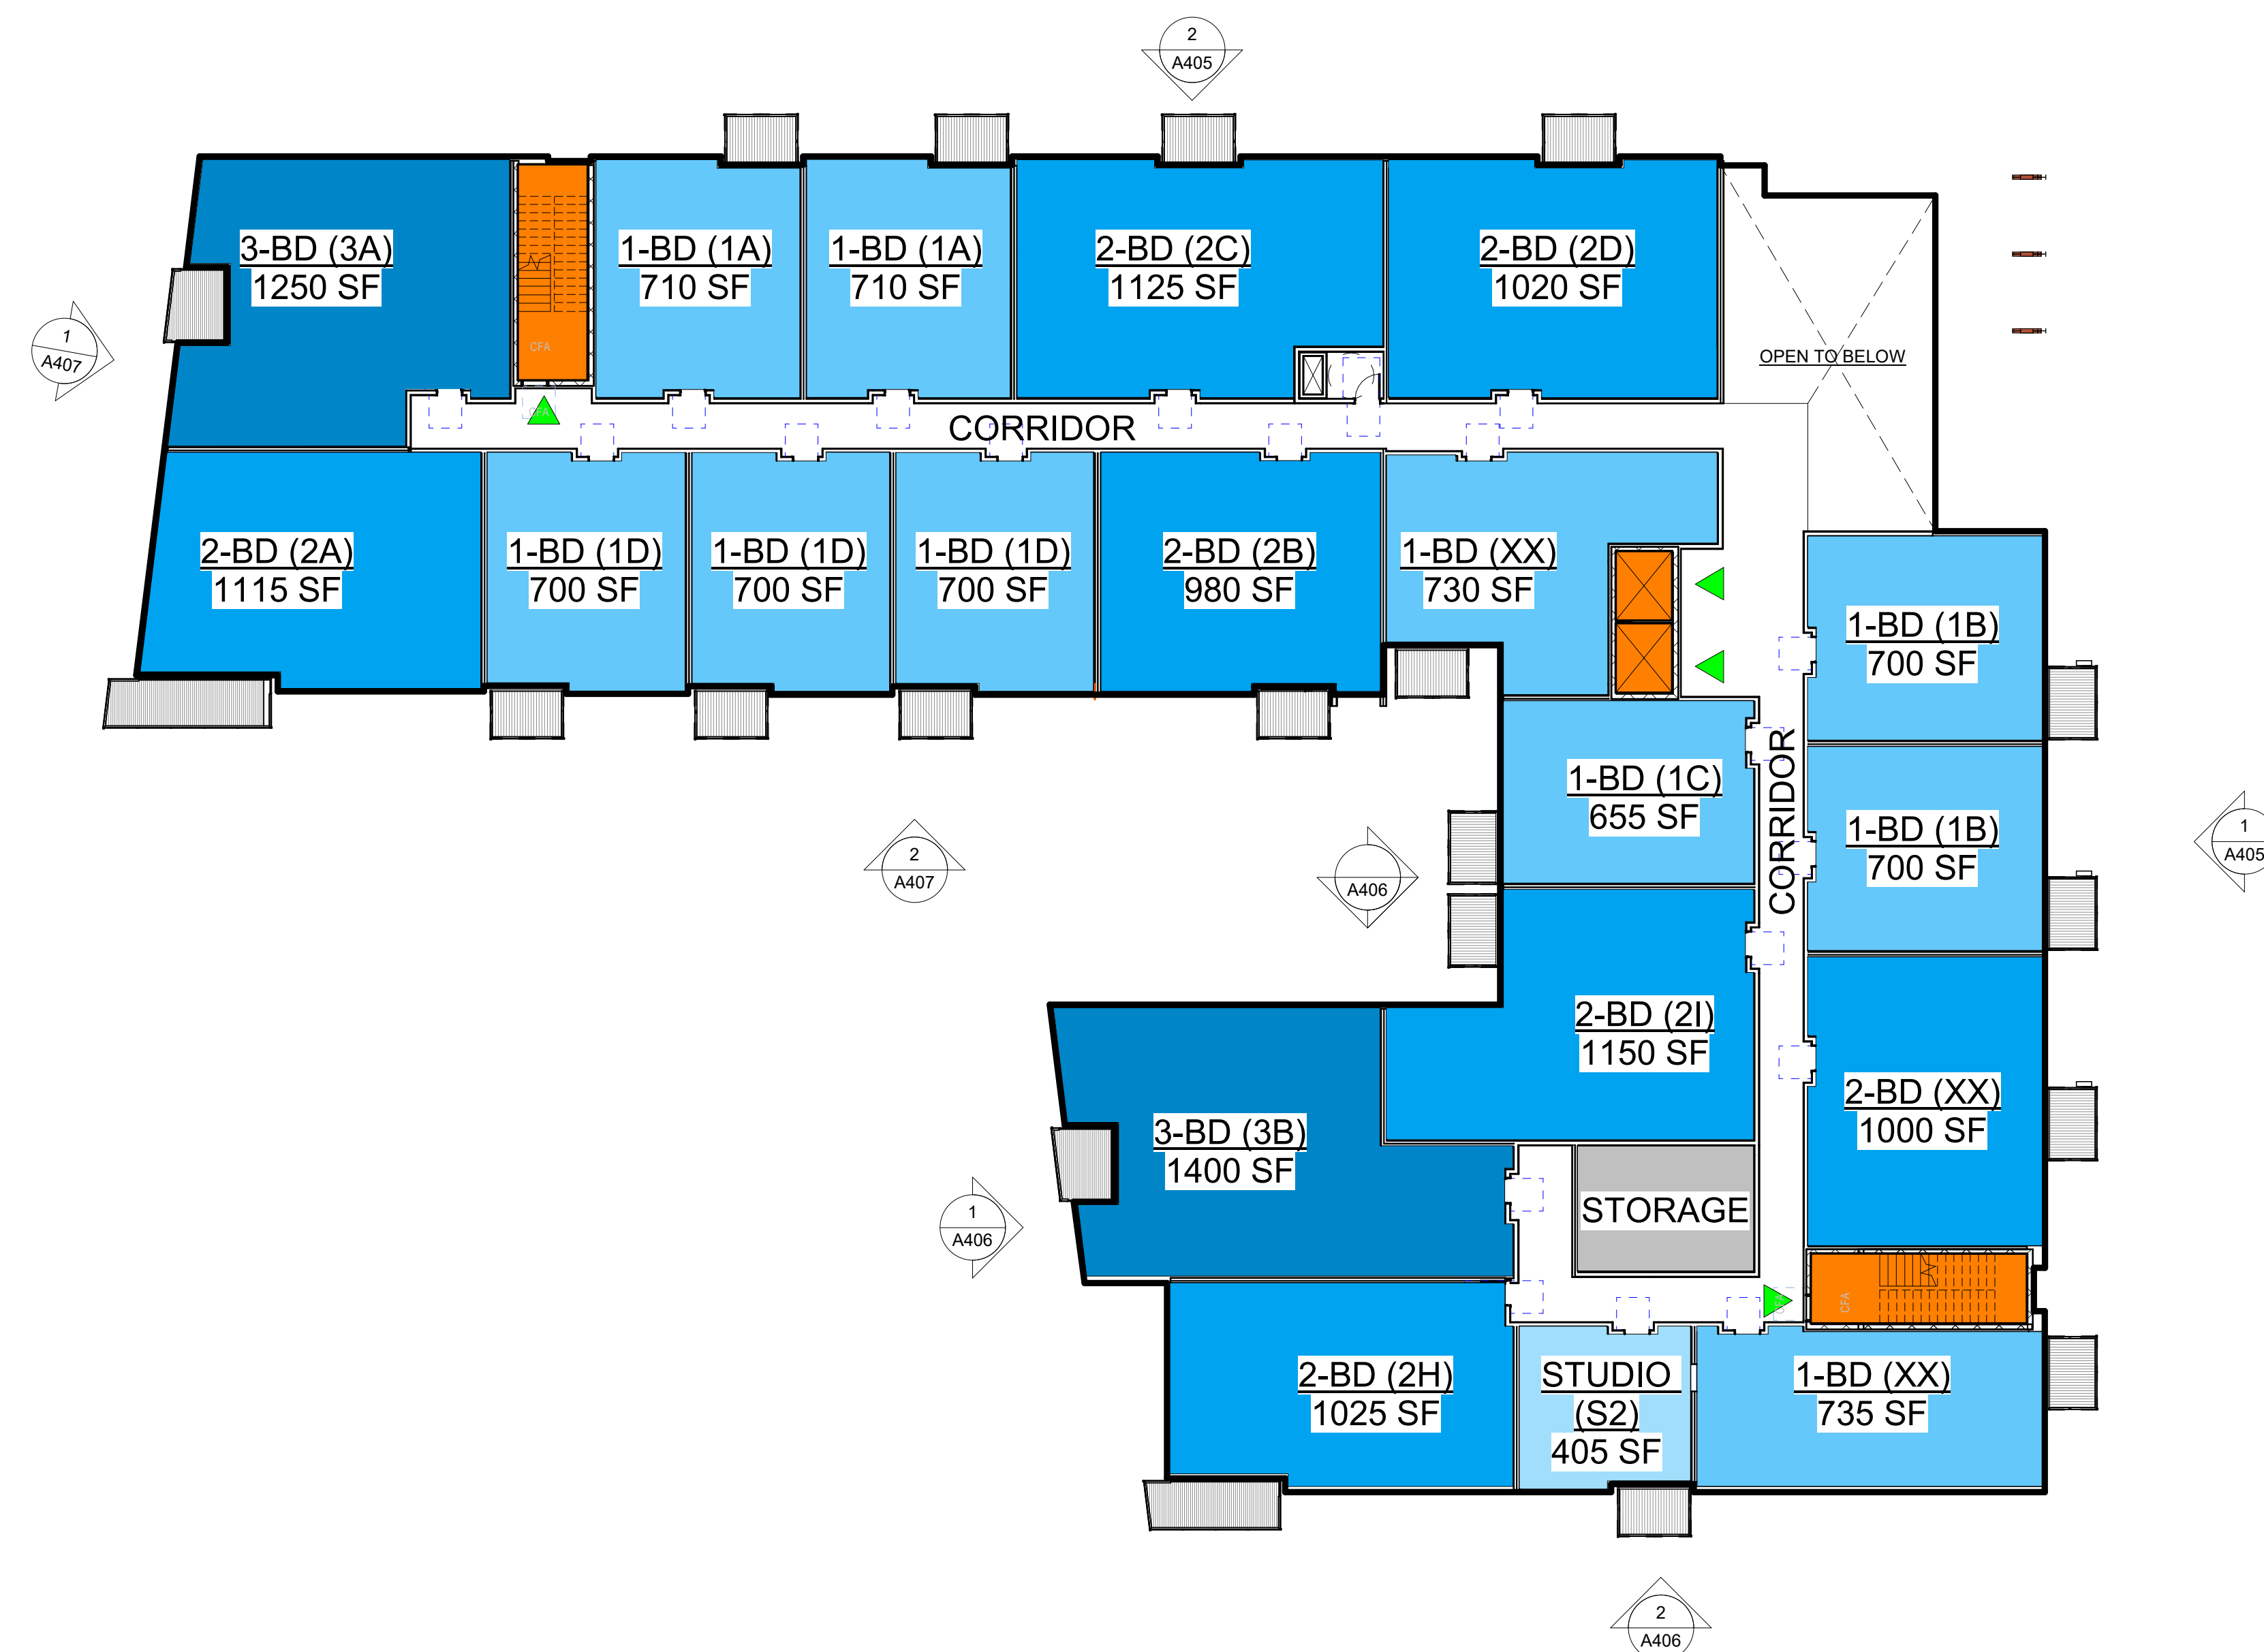 2
A405
3-BD (3A)
1250 SF
1-BD (1A)
710 SF
1-BD (1A)
710 SF
2-BD (2C)
1125 SF
2-BD (2D)
1020 SF
1
A407
CFA
CFA
OPEN TO BELOW
CORRIDOR
2-BD (2A)
1115 SF
1-BD (1D)
700 SF
1-BD (1D)
700 SF
1-BD (1D)
700 SF
2-BD (2B)
980 SF
1-BD (XX)
730 SF
1-BD (1B)
700 SF
1-BD (1C)
655 SF
CORRIDOR
1-BD (1B)
700 SF
2
A407
A406
1
A405
2-BD (2I)
1150 SF
2-BD (XX)
1000 SF
3-BD (3B)
1400 SF
STORAGE
1
A406
CFA
CFA
2-BD (2H)
1025 SF
STUDIO
(S2)
405 SF
1-BD (XX)
735 SF
2
A406